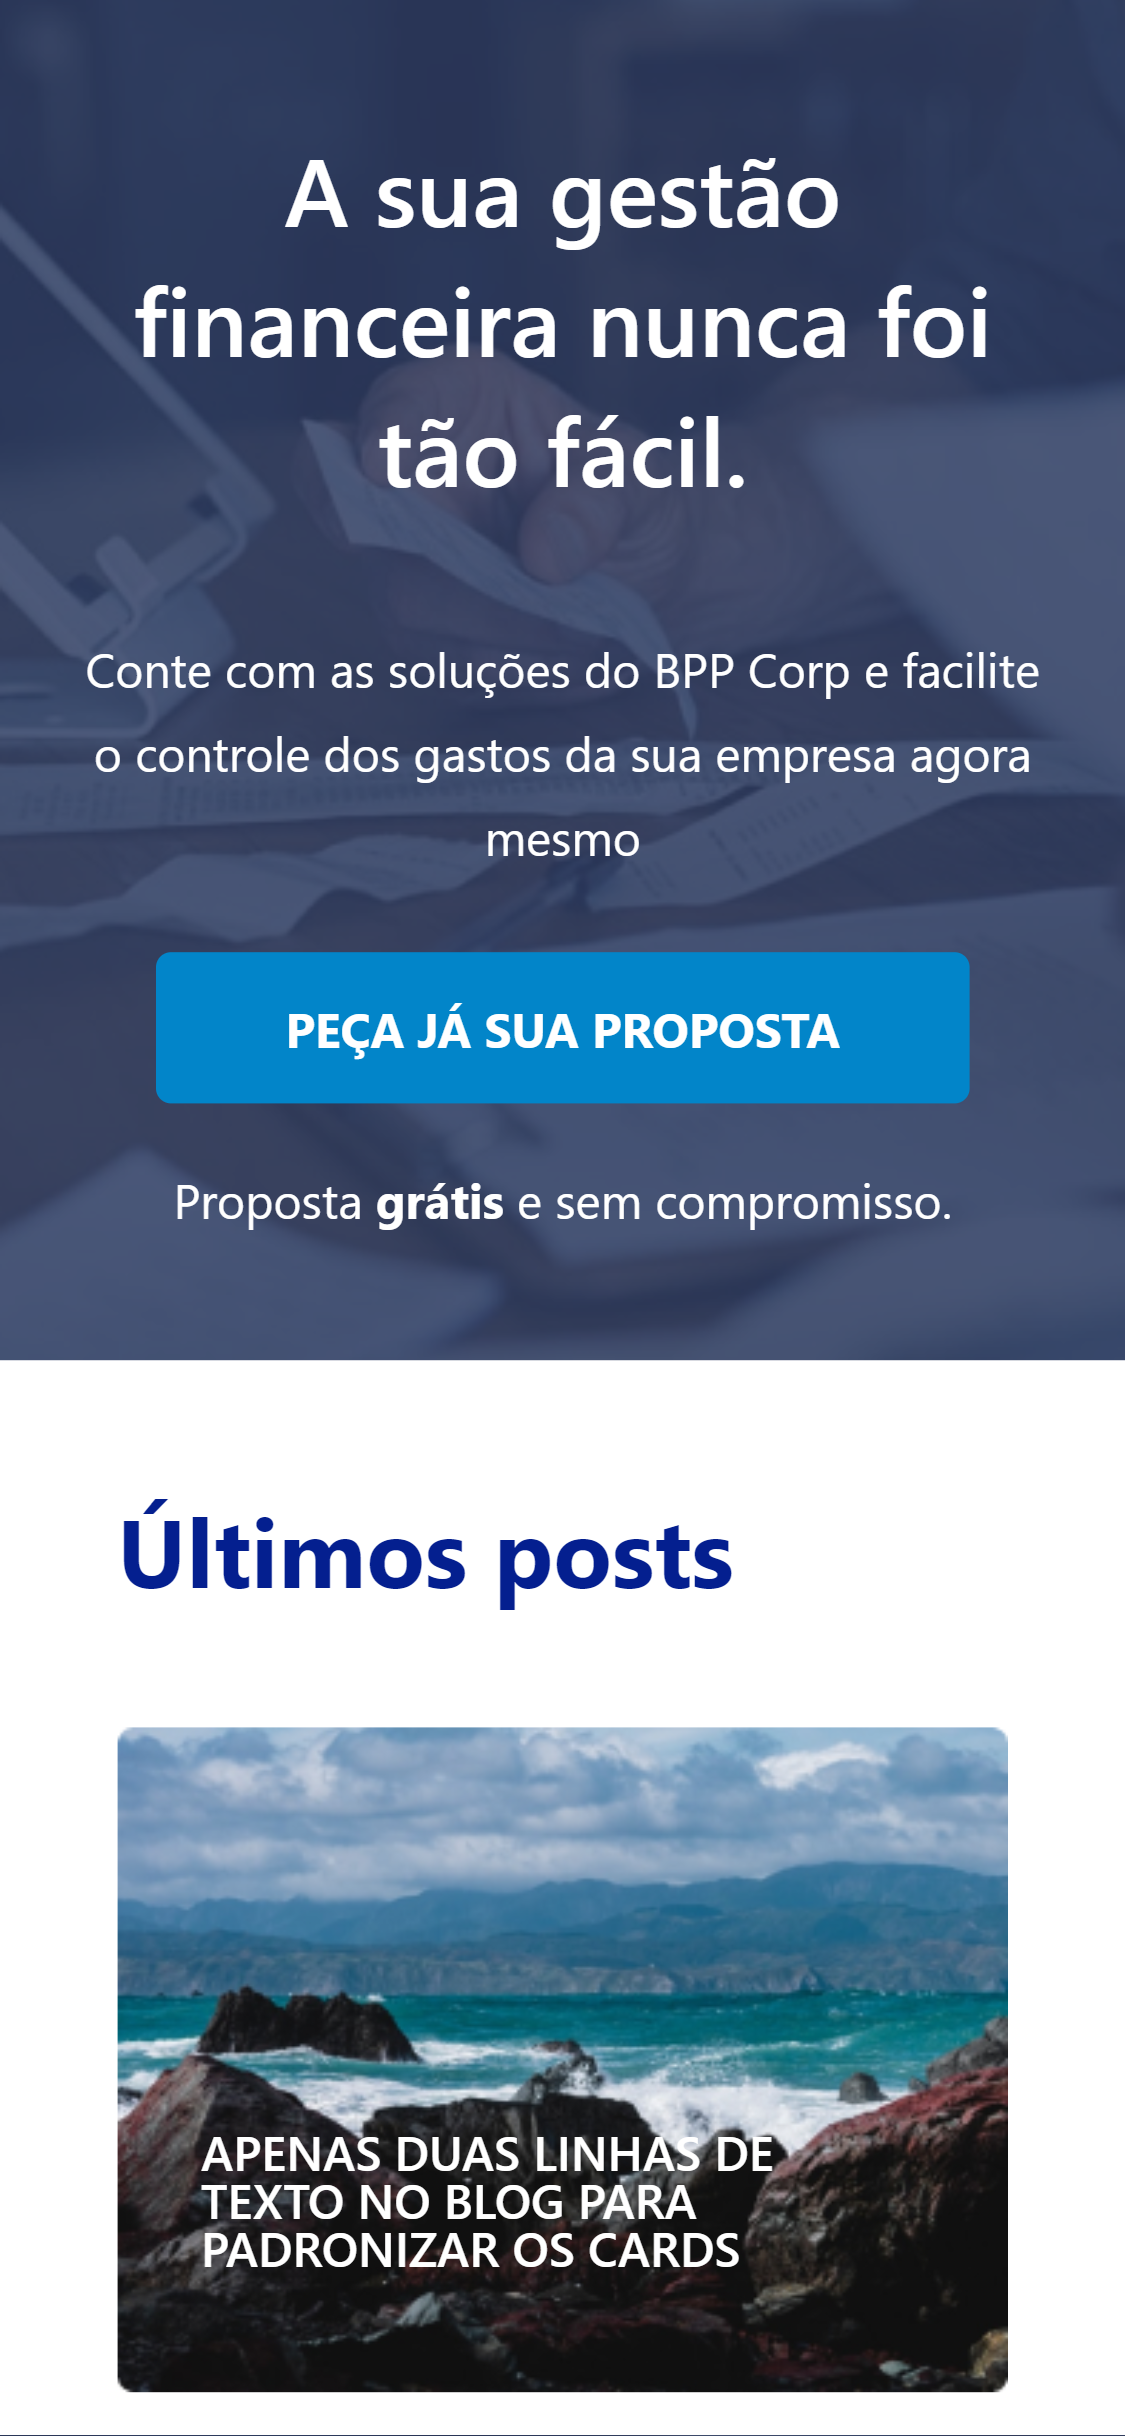 A sua gestão
financeira nunca foi
tão fácil.
Conte com as soluções do BPP Corp e facilite
o controle dos gastos da sua empresa agora
mesmo
PEÇA JÁ SUA PROPOSTA
Proposta grátis e sem compromisso.
Últimos posts
APENAS DUAS LINHAS DE
TEXTO NO BLOG PARA
PADRONIZAR OS CARDS